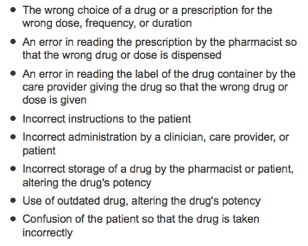 • The wrong choice of a drug or a prescription for the
wrong dose, frequency, or duration
• An error in reading the prescription by the pharmacist so
that the wrong drug or dose is dispensed
• An error in reading the label of the drug container by the
care provider giving the drug so that the wrong drug or
dose is given
• Incorrect instructions to the patient
• Incorrect administration by a clinician, care provider, or
patient
• Incorrect storage of a drug by the pharmacist or patient,
altering the drug's potency
• Use of outdated drug, altering the drug's potency
• Confusion of the patient so that the drug is taken
incorrectly